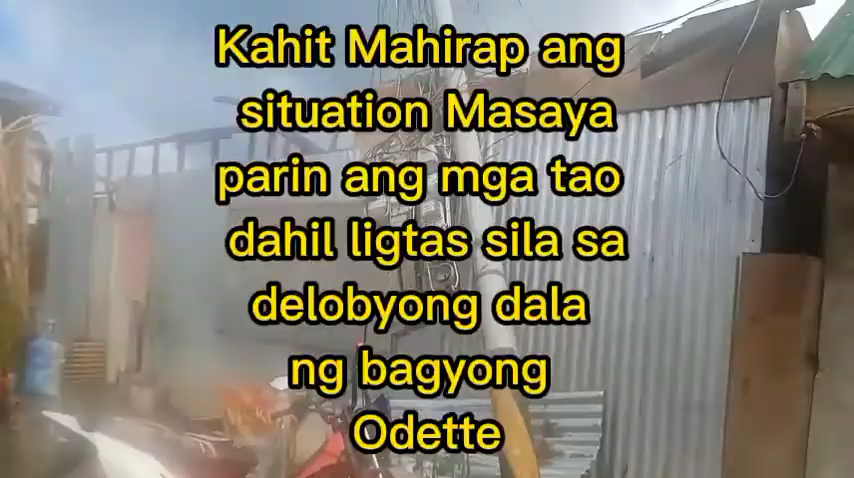 Kahit Mahirap ang
situation Masaya
parin ang mga tao
dahil ligtas sila sa
delobyong dala
ng bagyong
Odette